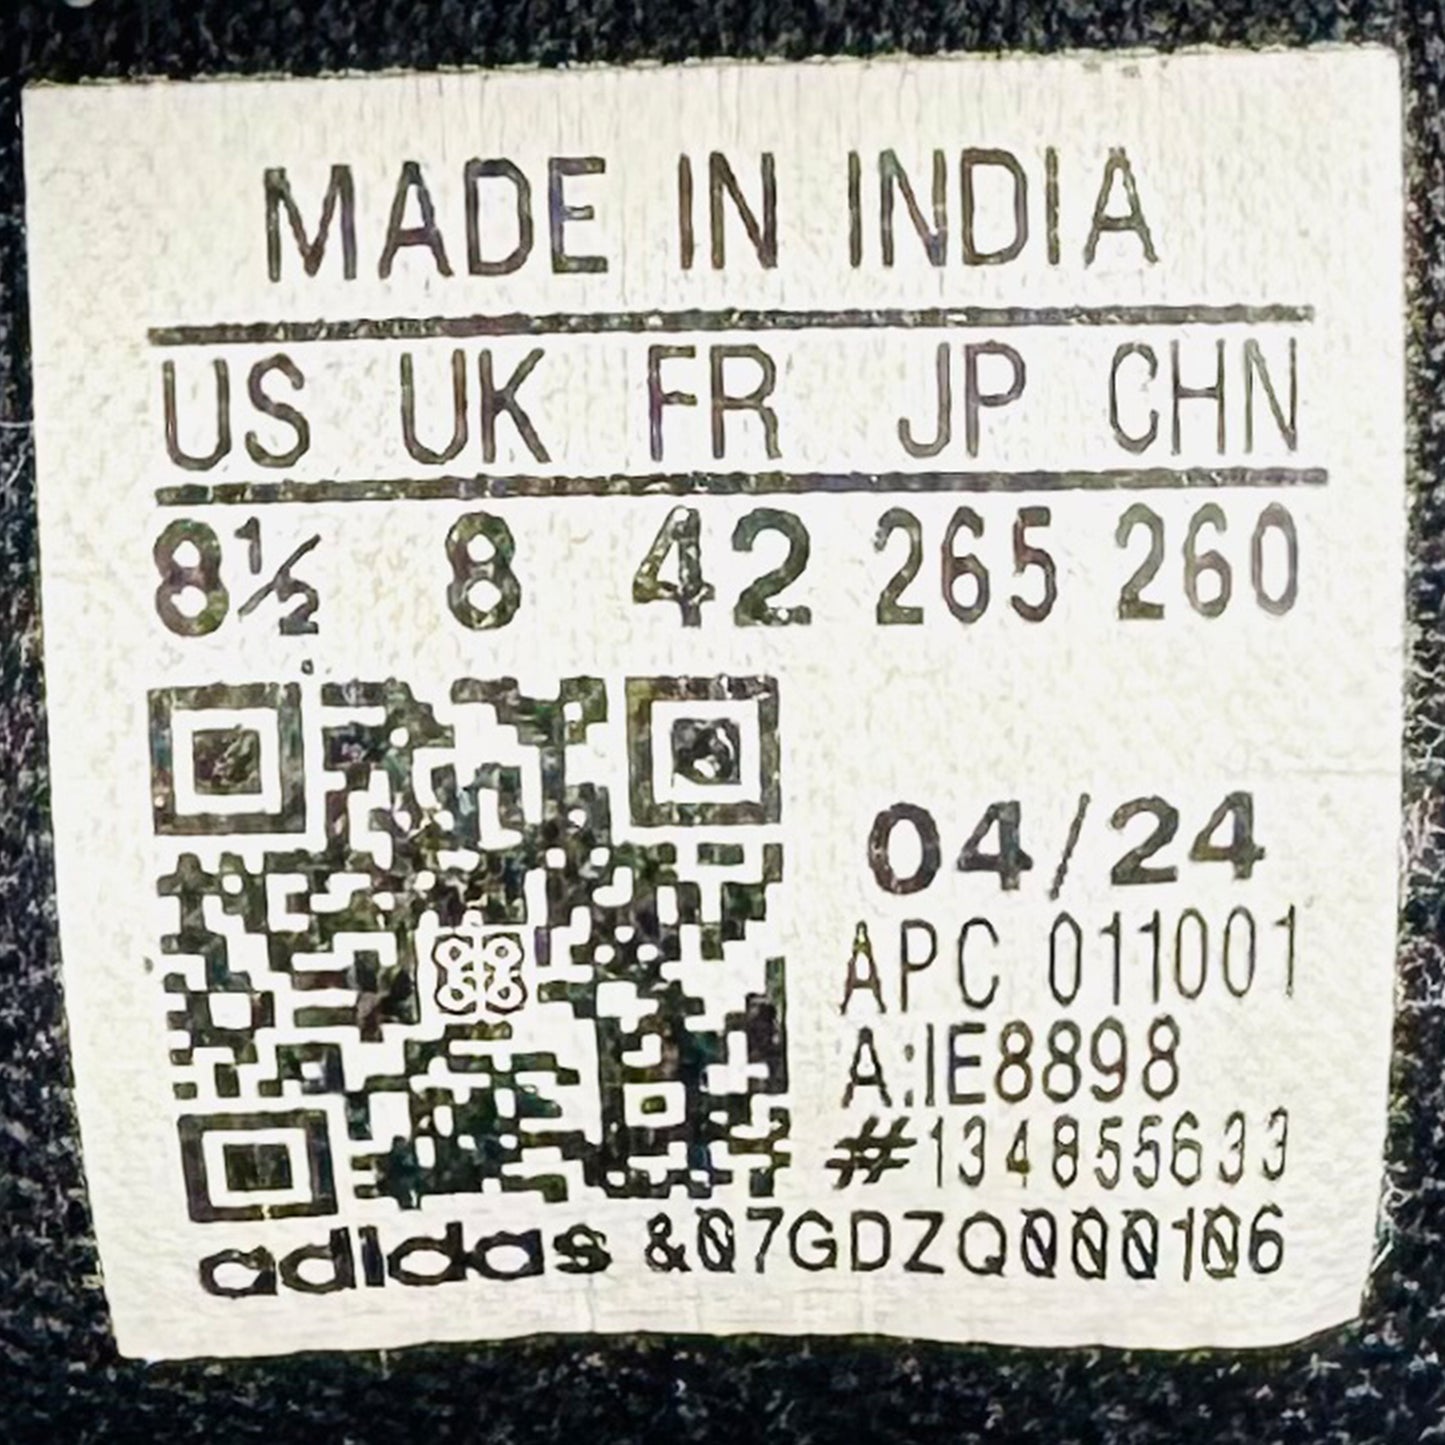 MADE IN INDIA
US UK FR JP CHN
8½ 8 42 265 260
04/24
APC 011001
A:IE8898
#134855633
adidas &07GDZQ000106